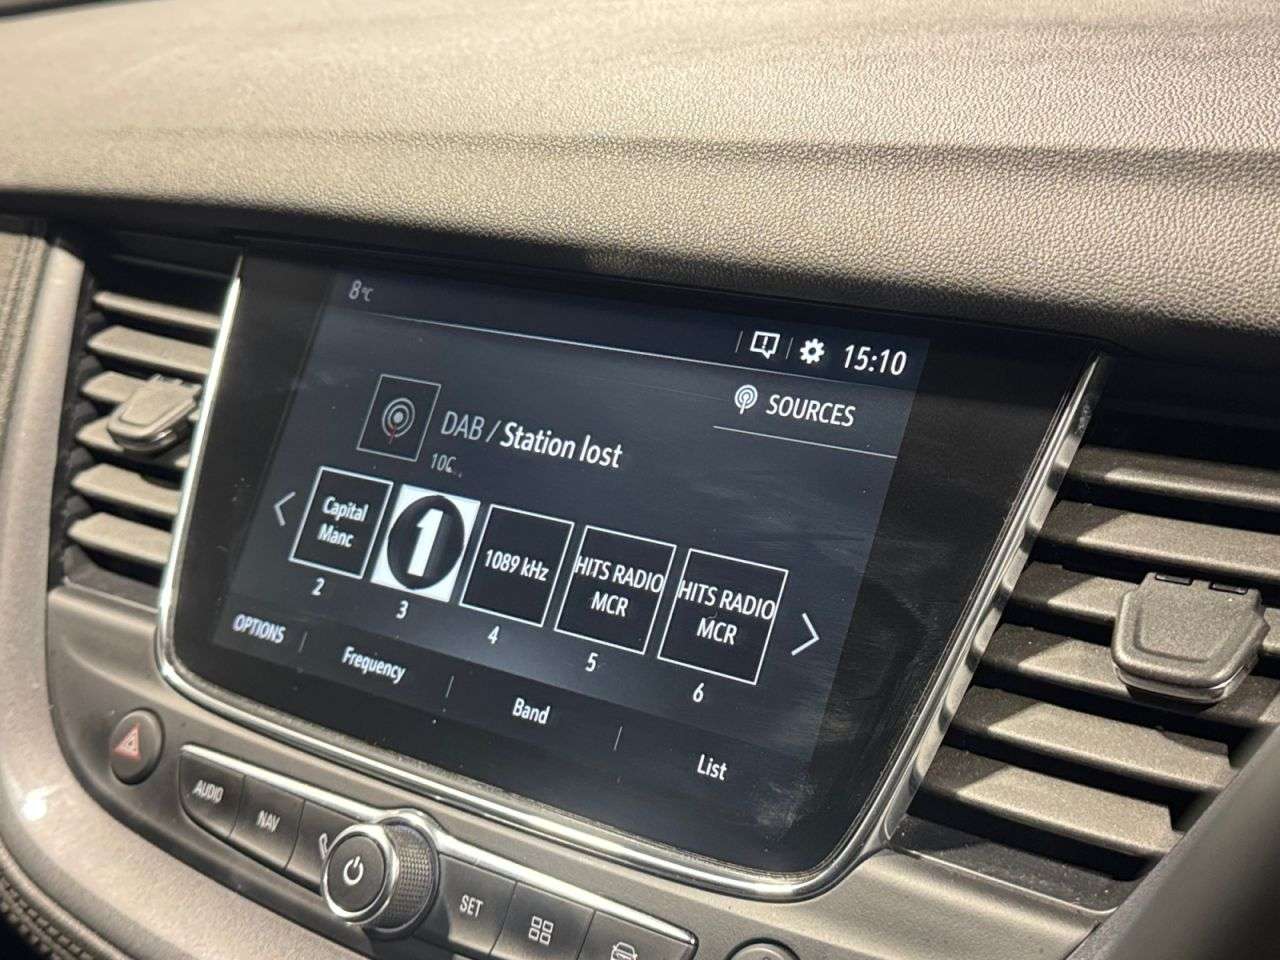 8°C
15:10
SOURCES
DAB / Station lost
10C
Capital
Manc
1
1089 kHz
HITS RADIO
MCR
HITS RADIO
MCR
2
3
4
5
6
OPTIONS
Frequency
Band
List
AUDIO
NAV
SET